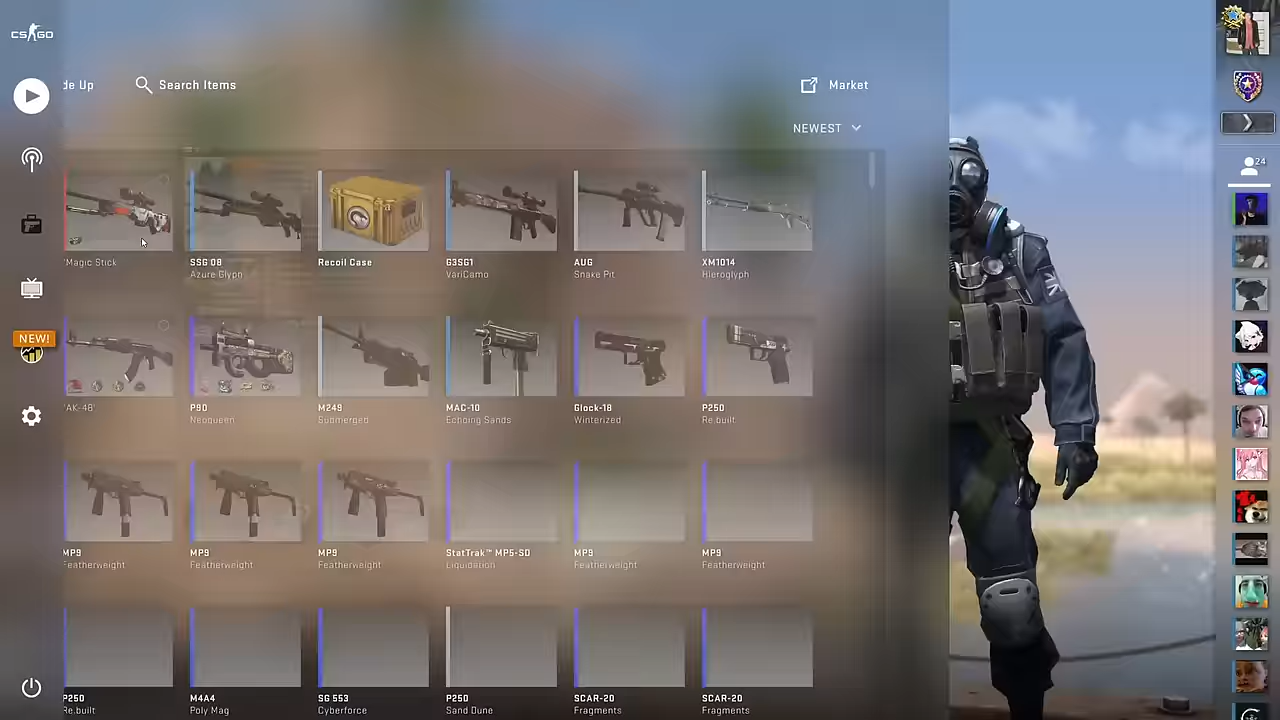 CS GO
de Up
Search Items
Market
NEWEST
24
'Magic Stick
SSG 08
Azure Glyph
Recoil Case
G3SG1
VariCamo
AUG
Snake Pit
XM1014
Hieroglyph
NEW!
'AK-48'
P90
Neoqueen
M249
Submerged
MAC-10
Echoing Sands
Glock-18
Winterized
P250
Re.built
MP9
Featherweight
MP9
Featherweight
MP9
Featherweight
StatTrak™ MP5-SD
Liquidation
MP9
Featherweight
MP9
Featherweight
P250
Re.built
M4A4
Poly Mag
SG 553
Cyberforce
P250
Sand Dune
SCAR-20
Fragments
SCAR-20
Fragments